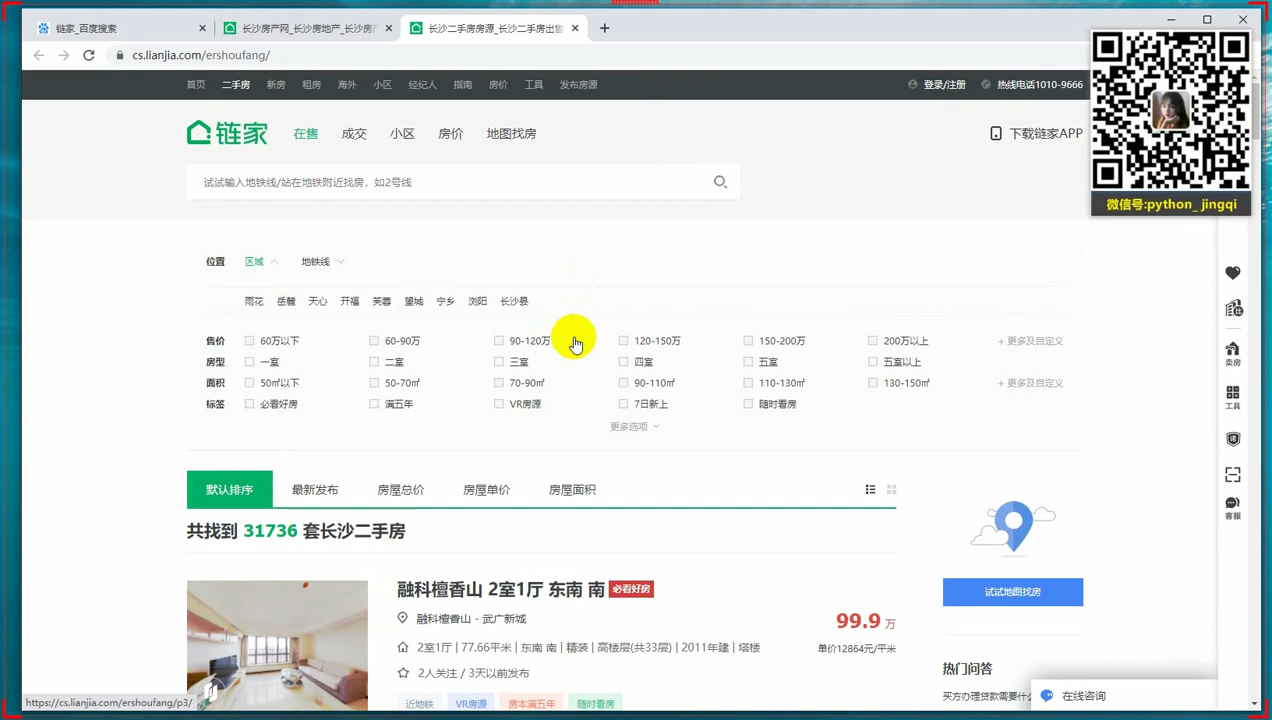 链家_百度搜索
长沙房产网_长沙房地产_长沙房产
长沙二手房房源_长沙二手房出售
cs.lianjia.com/ershoufang/
首页 二手房 新房 租房 海外 小区 经纪人 指南 房价 工具 发布房源 登录/注册 热线电话1010-9666
链家 在售 成交 小区 房价 地图找房 下载链家APP
试试输入地铁线/站在地铁附近找房，如2号线
微信号:python_jingqi
位置 区域 地铁线
雨花 岳麓 天心 开福 芙蓉 望城 宁乡 浏阳 长沙县
售价 60万以下 60-90万 90-120万 120-150万 150-200万 200万以上 + 更多及自定义
房型 一室 二室 三室 四室 五室 五室以上
面积 50㎡以下 50-70㎡ 70-90㎡ 90-110㎡ 110-130㎡ 130-150㎡ + 更多及自定义
标签 必看好房 满五年 VR房源 7日新上 随时看房
更多选项
卖房
工具
客服
默认排序 最新发布 房屋总价 房屋单价 房屋面积
共找到 31736 套长沙二手房
试试地图找房
融科檀香山 2室1厅 东南 南 必看好房
融科檀香山 - 武广新城
99.9 万
2室1厅 | 77.66平米 | 东南 南 | 精装 | 高楼层(共33层) | 2011年建 | 塔楼
单价12864元/平米
2人关注 / 3天以前发布
近地铁 VR房源 房本满五年 随时看房
热门问答
买方办理贷款需要什
在线咨询
https://cs.lianjia.com/ershoufang/p3/